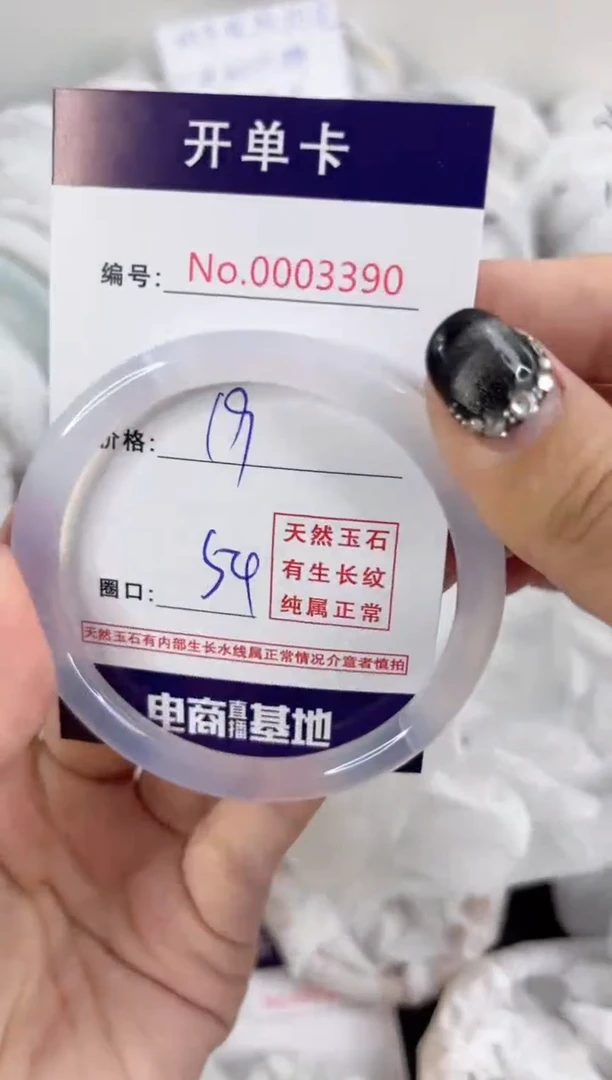 开单卡
编号: No.0003390
价格: 19
圈口: 54
天然玉石
有生长纹
纯属正常
天然玉石有内部生长水线属正常情况介意者慎拍
电商直播基地